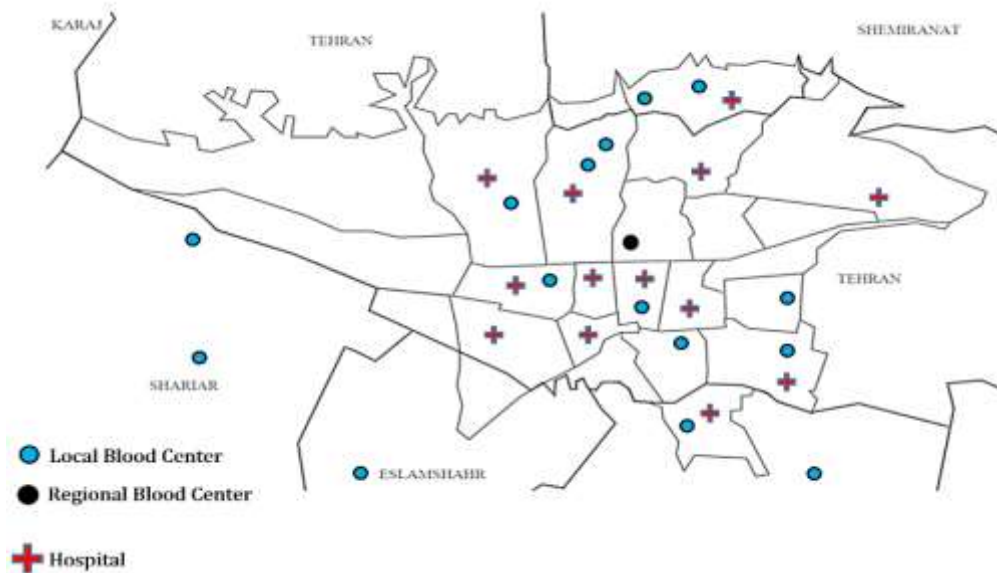 KARAJ
TEHRAN
SHEMIRANAT
TEHRAN
SHARIAR
ESLAMSHAHR
Local Blood Center
Regional Blood Center
Hospital